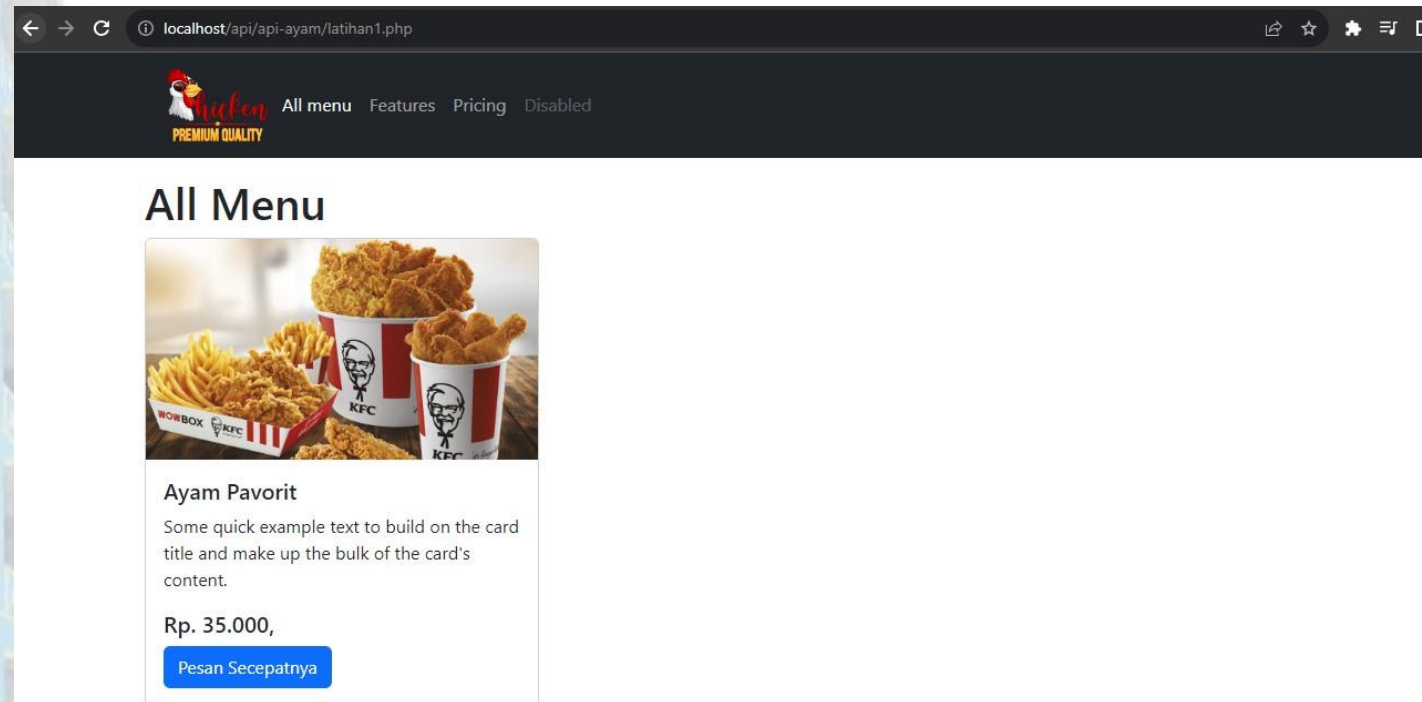 localhost/api/api-ayam/latihan1.php
Chicken
PREMIUM QUALITY
All menu Features Pricing Disabled
All Menu
WOWBOX KFC
KFC
KFC
Ayam Pavorit
Some quick example text to build on the card
title and make up the bulk of the card's
content.
Rp. 35.000,
Pesan Secepatnya